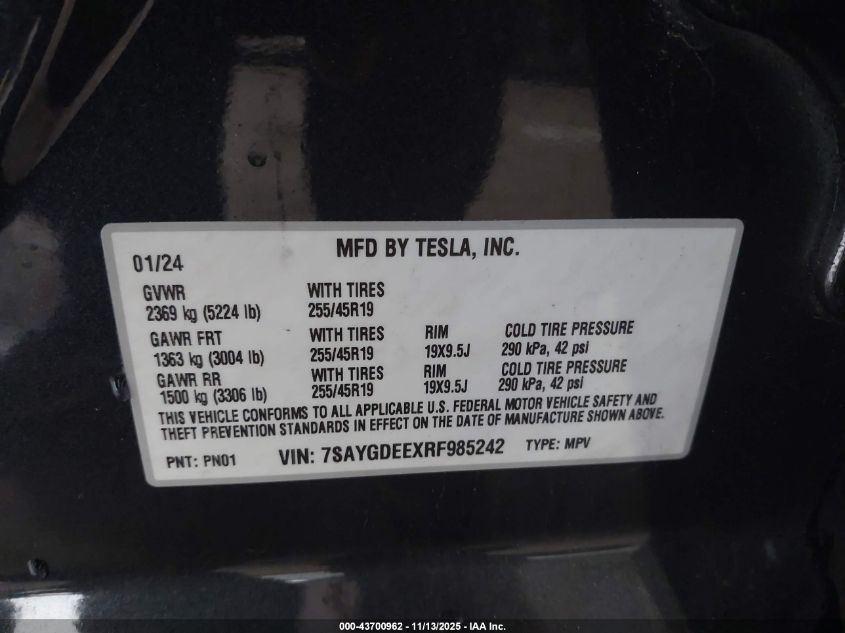 MFD BY TESLA, INC.
01/24
GVWR WITH TIRES
2369 kg (5224 lb) 255/45R19
GAWR FRT WITH TIRES RIM COLD TIRE PRESSURE
1363 kg (3004 lb) 255/45R19 19X9.5J 290 kPa, 42 psi
GAWR RR WITH TIRES RIM COLD TIRE PRESSURE
1500 kg (3306 lb) 255/45R19 19X9.5J 290 kPa, 42 psi
THIS VEHICLE CONFORMS TO ALL APPLICABLE U.S. FEDERAL MOTOR VEHICLE SAFETY AND
THEFT PREVENTION STANDARDS IN EFFECT ON THE DATE OF MANUFACTURE SHOWN ABOVE.
PNT: PN01 VIN: 7SAYGDEEXRF985242 TYPE: MPV
000-43700962 - 11/13/2025 - IAA Inc.